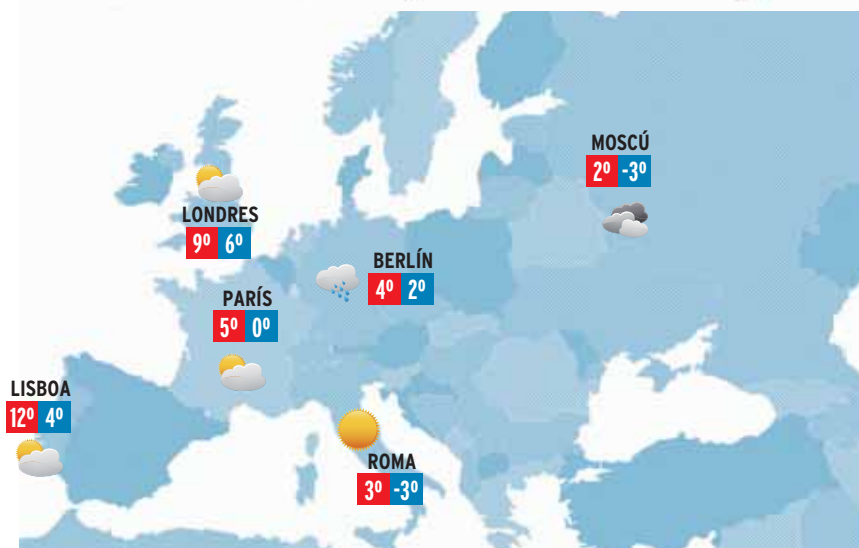 MOSCÚ
2º -3º
LONDRES
9º 6º
BERLÍN
4º 2º
PARÍS
5º 0º
LISBOA
12º 4º
ROMA
3º -3º